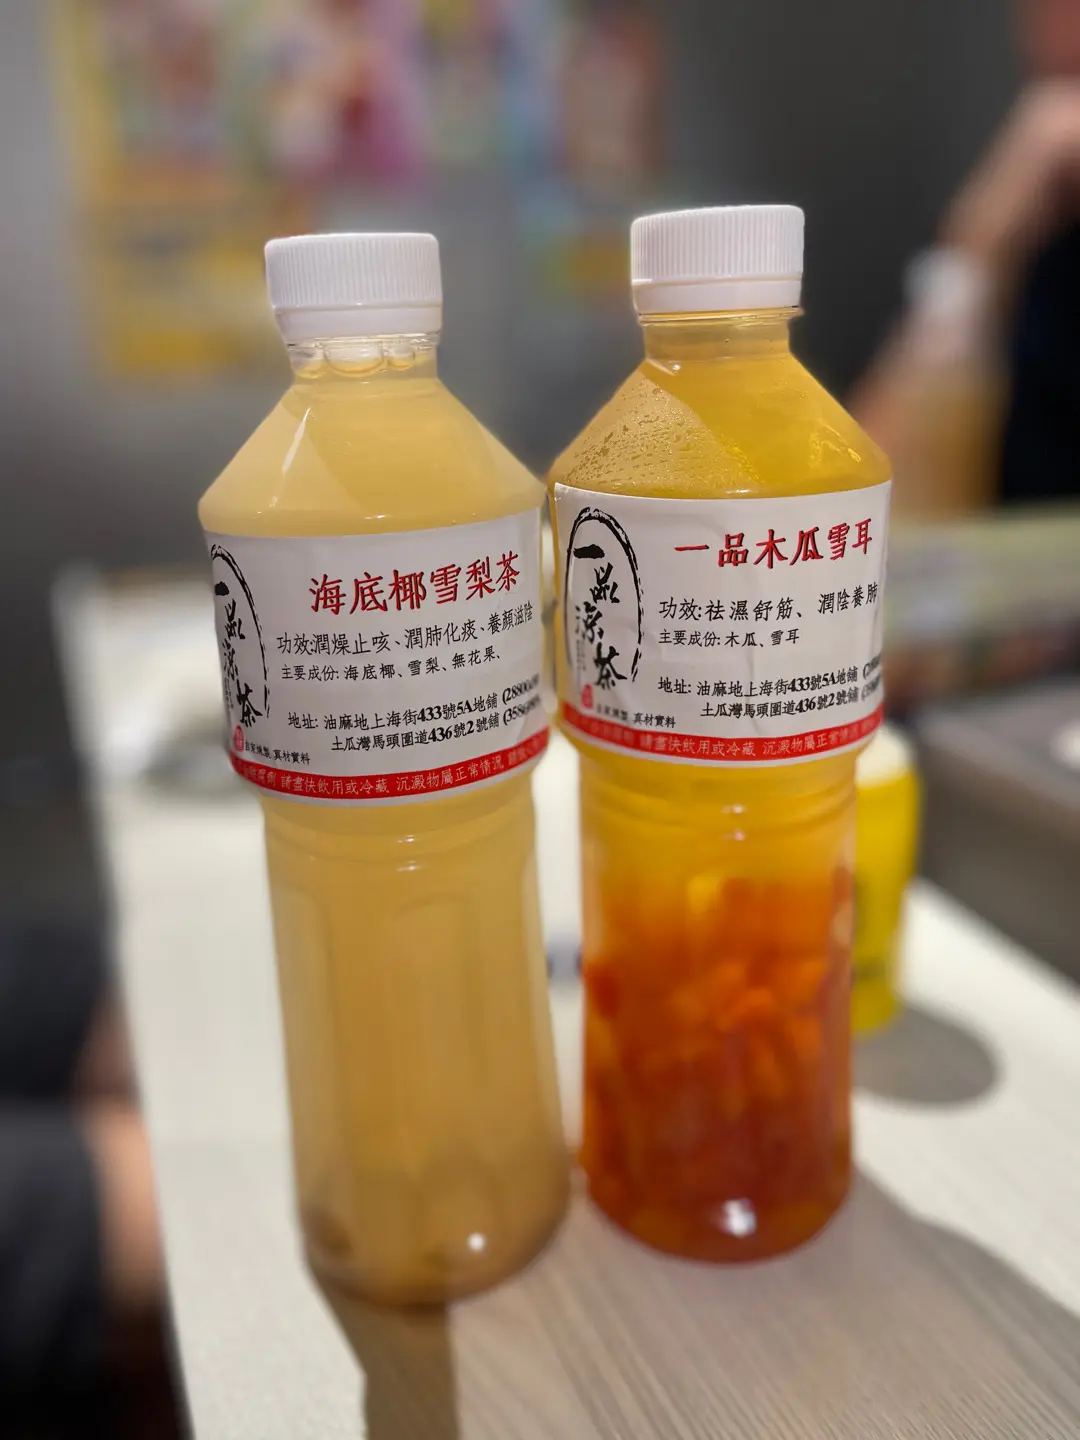 一品涼茶
海底椰雪梨茶
功效:潤燥止咳、潤肺化痰、養顏滋陰
主要成份: 海底椰、雪梨、無花果、
地址: 油麻地上海街433號5A地舖
土瓜灣馬頭圍道436號2號舖
自家煉製 真材實料
請盡快飲用或冷藏 沉澱物屬正常情況
一品涼茶
一品木瓜雪耳
功效:祛濕舒筋、潤陰養肺
主要成份: 木瓜、雪耳
地址: 油麻地上海街433號5A地舖
土瓜灣馬頭圍道436號2號舖
自家煉製 真材實料
請盡快飲用或冷藏 沉澱物屬正常情況